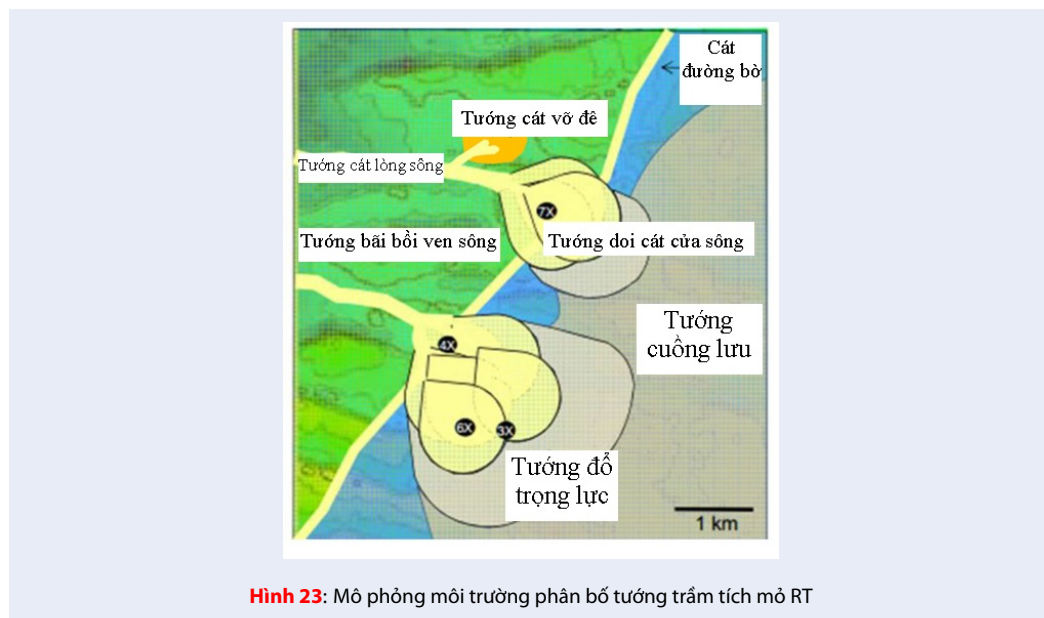 Cát
đường bờ
Tướng cát vỡ đê
Tướng cát lòng sông
7X
Tướng bãi bồi ven sông
Tướng doi cát cửa sông
Tướng
cuồng lưu
4X
6X
3X
Tướng đổ
trọng lực
1 km
Hình 23: Mô phỏng môi trường phân bố tướng trầm tích mỏ RT